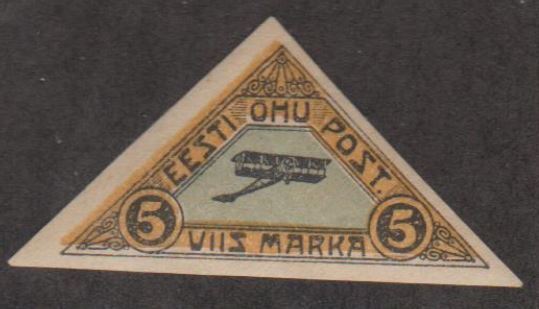 EESTI OHU POST.
5 VIIS MARKA 5